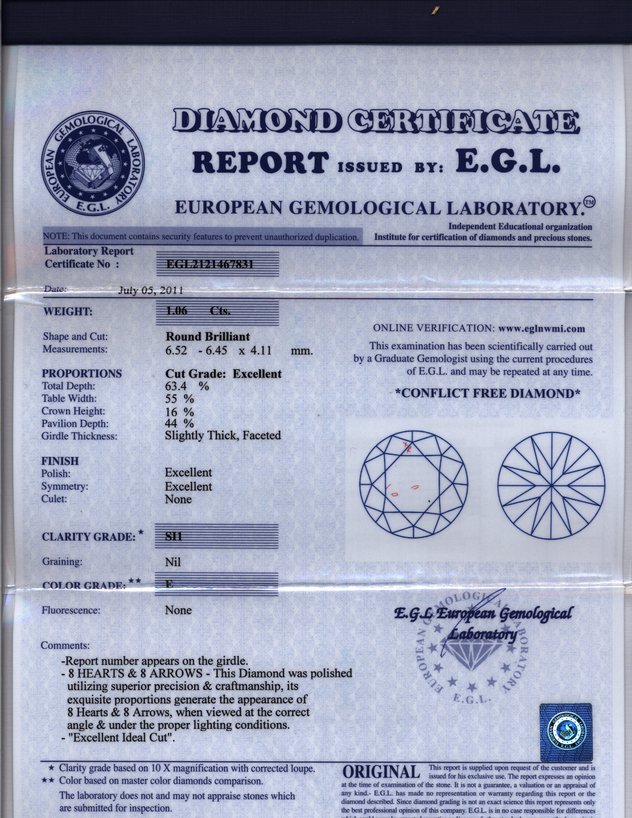 DIAMOND CERTIFICATE
REPORT ISSUED BY: E.G.L.
EUROPEAN GEMOLOGICAL LABORATORY.™
EUROPEAN GEMOLOGICAL LABORATORY
E.G.L.
Independent Educational organization
NOTE: This document contains security features to prevent unauthorized duplication.
Institute for certification of diamonds and precious stones.
Laboratory Report
Certificate No : EGL2121467831
Date: July 05, 2011
WEIGHT: 1.06 Cts.
Shape and Cut: Round Brilliant
Measurements: 6.52 - 6.45 x 4.11 mm.
ONLINE VERIFICATION: www.eglnwmi.com
This examination has been scientifically carried out
by a Graduate Gemologist using the current procedures
of E.G.L. and may be repeated at any time.
*CONFLICT FREE DIAMOND*
PROPORTIONS Cut Grade: Excellent
Total Depth: 63.4 %
Table Width: 55 %
Crown Height: 16 %
Pavilion Depth: 44 %
Girdle Thickness: Slightly Thick, Faceted
FINISH
Polish: Excellent
Symmetry: Excellent
Culet: None
CLARITY GRADE: * SI1
Graining: Nil
COLOR GRADE: ** E
Fluorescence: None
E.G.L European Gemological
Laboratory
EUROPEAN GEMOLOGICAL LABORATORY
E.G.L.
Comments:
-Report number appears on the girdle.
- 8 HEARTS & 8 ARROWS - This Diamond was polished
utilizing superior precision & craftmanship, its
exquisite proportions generate the appearance of
8 Hearts & 8 Arrows, when viewed at the correct
angle & under the proper lighting conditions.
- "Excellent Ideal Cut".
* Clarity grade based on 10 X magnification with corrected loupe.
** Color based on master color diamonds comparison.
The laboratory does not and may not appraise stones which
are submitted for inspection.
ORIGINAL This report is supplied upon request of the customer and is
issued for his exclusive use. The report expresses an opinion
at the time of examination of the stone. It is not a guarantee, a valuation or an appraisal of
any kind.- E.G.L. has made no representation or warranty regarding this report or the
diamond described. Since diamond grading is not an exact science this report represents only
the best professional opinion of this company. E.G.L. is in no case responsible for differences